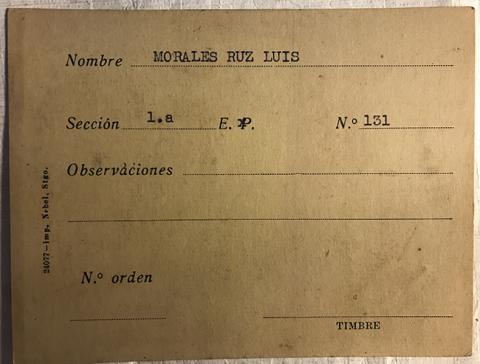 Nombre MORALES RUZ LUIS
Sección 1.a E. P. N.º 131
Observaciones
N.º orden
TIMBRE
24077-Imp. Nebel, Stgo.